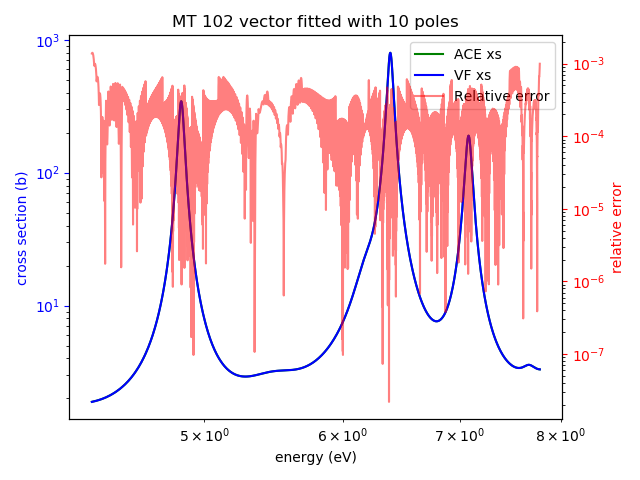 MT 102 vector fitted with 10 poles
ACE xs
VF xs
Relative error
cross section (b)
10³
10²
10¹
relative error
10⁻³
10⁻⁴
10⁻⁵
10⁻⁶
10⁻⁷
5 × 10⁰ 6 × 10⁰ 7 × 10⁰ 8 × 10⁰
energy (eV)